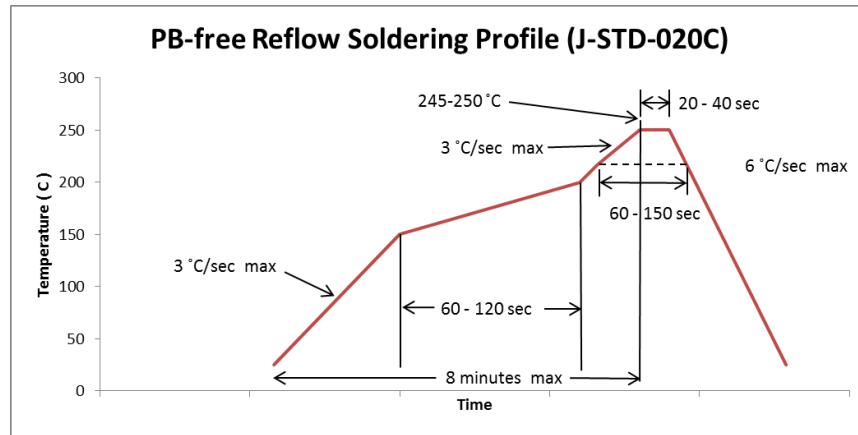 PB-free Reflow Soldering Profile (J-STD-020C)
300
245-250 ˚C
20 - 40 sec
250
3 ˚C/sec max
6 ˚C/sec max
200
60 - 150 sec
Temperature ( C )
150
3 ˚C/sec max
100
60 - 120 sec
50
8 minutes max
0
Time